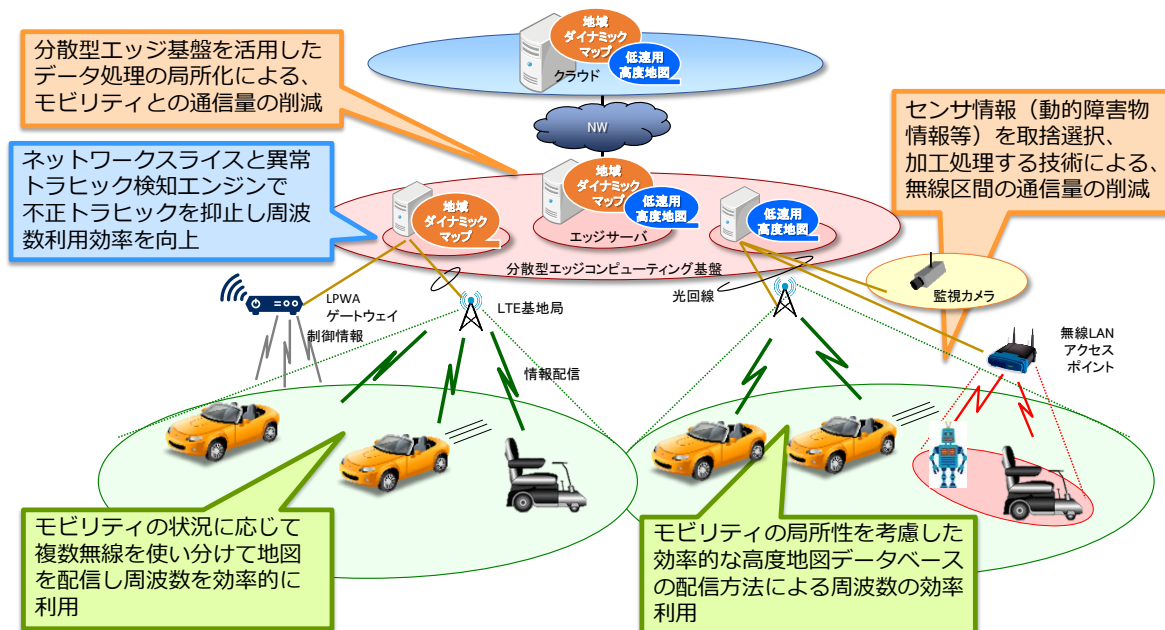 地域
ダイナミック
マップ
低速用
高度地図
クラウド
分散型エッジ基盤を活用した
データ処理の局所化による、
モビリティとの通信量の削減
NW
センサ情報（動的障害物
情報等）を取捨選択、
加工処理する技術による、
無線区間の通信量の削減
ネットワークスライスと異常
トラヒック検知エンジンで
不正トラヒックを抑止し周波
数利用効率を向上
地域
ダイナミック
マップ
地域
ダイナミック
マップ
低速用
高度地図
エッジサーバ
低速用
高度地図
分散型エッジコンピューティング基盤
監視カメラ
LPWA
ゲートウェイ
制御情報
LTE基地局
光回線
無線LAN
アクセス
ポイント
情報配信
モビリティの状況に応じて
複数無線を使い分けて地図
を配信し周波数を効率的に
利用
モビリティの局所性を考慮した
効率的な高度地図データベース
の配信方法による周波数の効率
利用